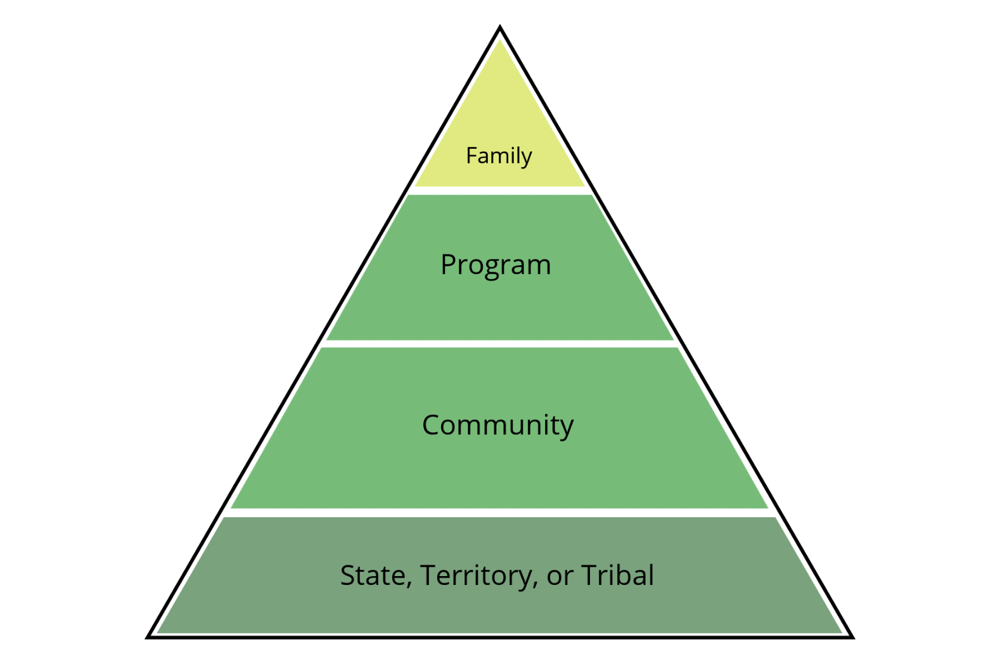 Family
Program
Community
State, Territory, or Tribal